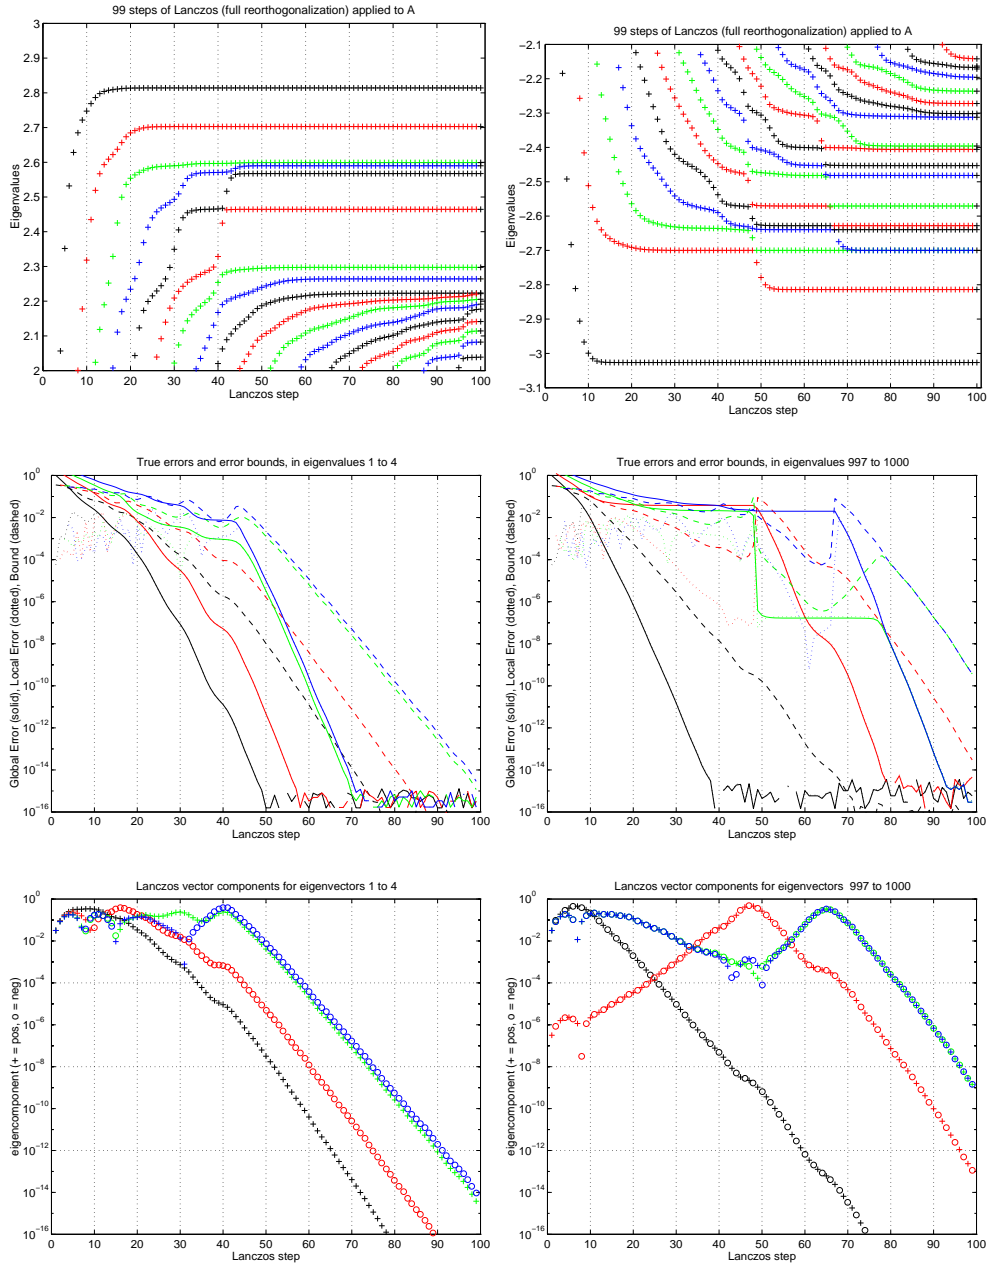 99 steps of Lanczos (full reorthogonalization) applied to A
3
2.9
2.8
2.7
2.6
2.5
2.4
2.3
2.2
2.1
2
Eigenvalues
0 10 20 30 40 50 60 70 80 90 100
Lanczos step
99 steps of Lanczos (full reorthogonalization) applied to A
−2.1
−2.2
−2.3
−2.4
−2.5
−2.6
−2.7
−2.8
−2.9
−3
−3.1
Eigenvalues
0 10 20 30 40 50 60 70 80 90 100
Lanczos step
True errors and error bounds, in eigenvalues 1 to 4
10^0
10^−2
10^−4
10^−6
10^−8
10^−10
10^−12
10^−14
10^−16
Global Error (solid), Local Error (dotted), Bound (dashed)
0 10 20 30 40 50 60 70 80 90 100
Lanczos step
True errors and error bounds, in eigenvalues 997 to 1000
10^0
10^−2
10^−4
10^−6
10^−8
10^−10
10^−12
10^−14
10^−16
Global Error (solid), Local Error (dotted), Bound (dashed)
0 10 20 30 40 50 60 70 80 90 100
Lanczos step
Lanczos vector components for eigenvectors 1 to 4
10^0
10^−2
10^−4
10^−6
10^−8
10^−10
10^−12
10^−14
10^−16
eigencomponent (+ = pos, o = neg)
0 10 20 30 40 50 60 70 80 90 100
Lanczos step
Lanczos vector components for eigenvectors 997 to 1000
10^0
10^−2
10^−4
10^−6
10^−8
10^−10
10^−12
10^−14
10^−16
eigencomponent (+ = pos, o = neg)
0 10 20 30 40 50 60 70 80 90 100
Lanczos step